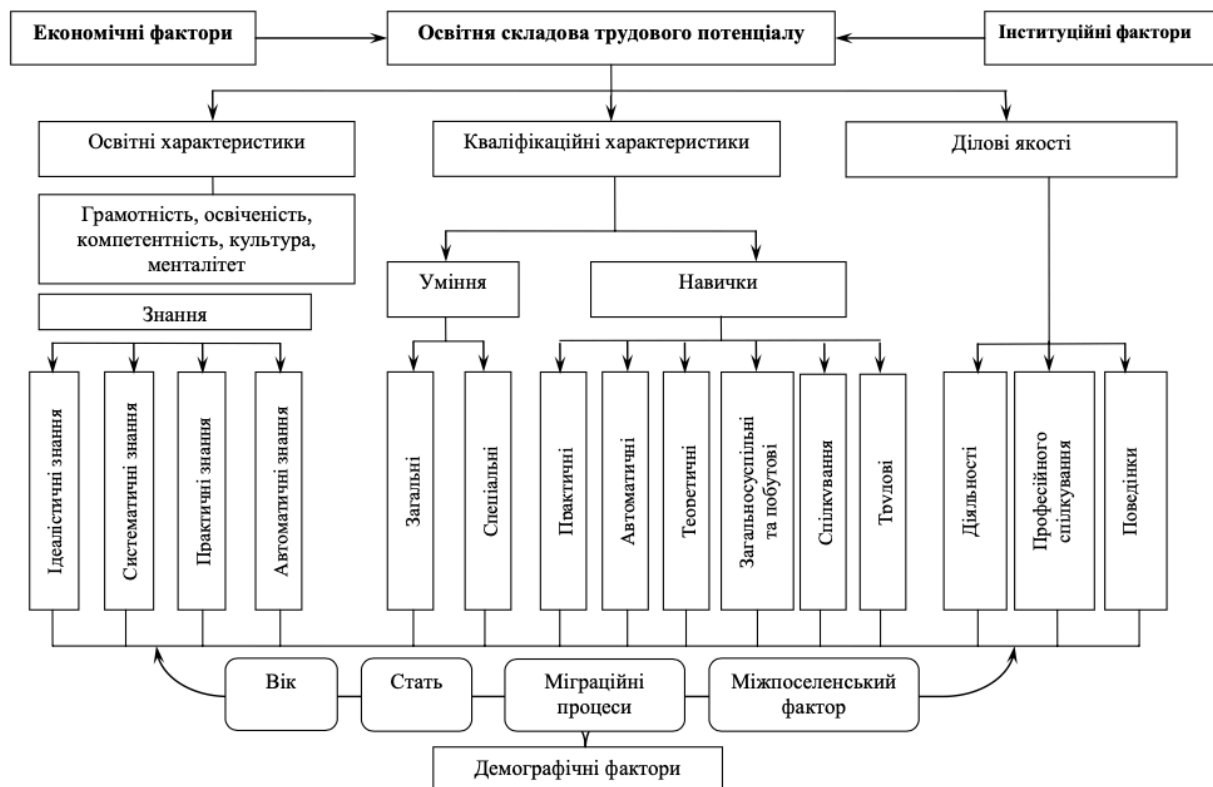 Економічні фактори
Освітня складова трудового потенціалу
Інституційні фактори
Освітні характеристики
Кваліфікаційні характеристики
Ділові якості
Грамотність, освіченість,
компетентність, культура,
менталітет
Уміння
Навички
Знання
Ідеалістичні знання
Систематичні знання
Практичні знання
Автоматичні знання
Загальні
Спеціальні
Практичні
Автоматичні
Теоретичні
Загальносуспільні
та побутові
Спілкування
Трудові
Діяльності
Професійного
спілкування
Поведінки
Вік
Стать
Міграційні
процеси
Міжпоселенський
фактор
Демографічні фактори